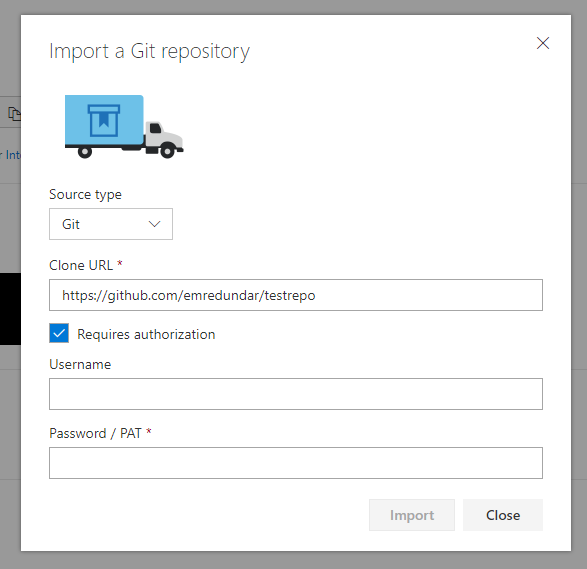 Import a Git repository
r Int
Source type
Git
Clone URL *
https://github.com/emredundar/testrepo
Requires authorization
Username
Password / PAT *
Import
Close